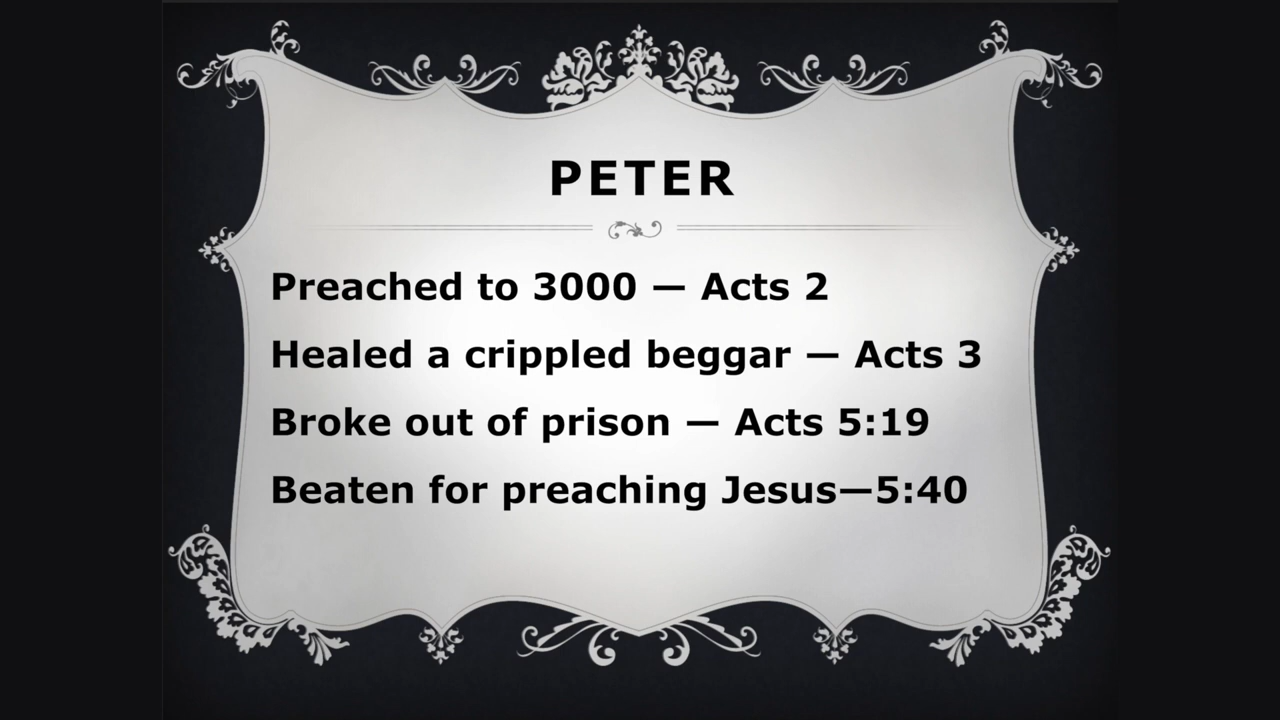 PETER
Preached to 3000 — Acts 2
Healed a crippled beggar — Acts 3
Broke out of prison — Acts 5:19
Beaten for preaching Jesus—5:40